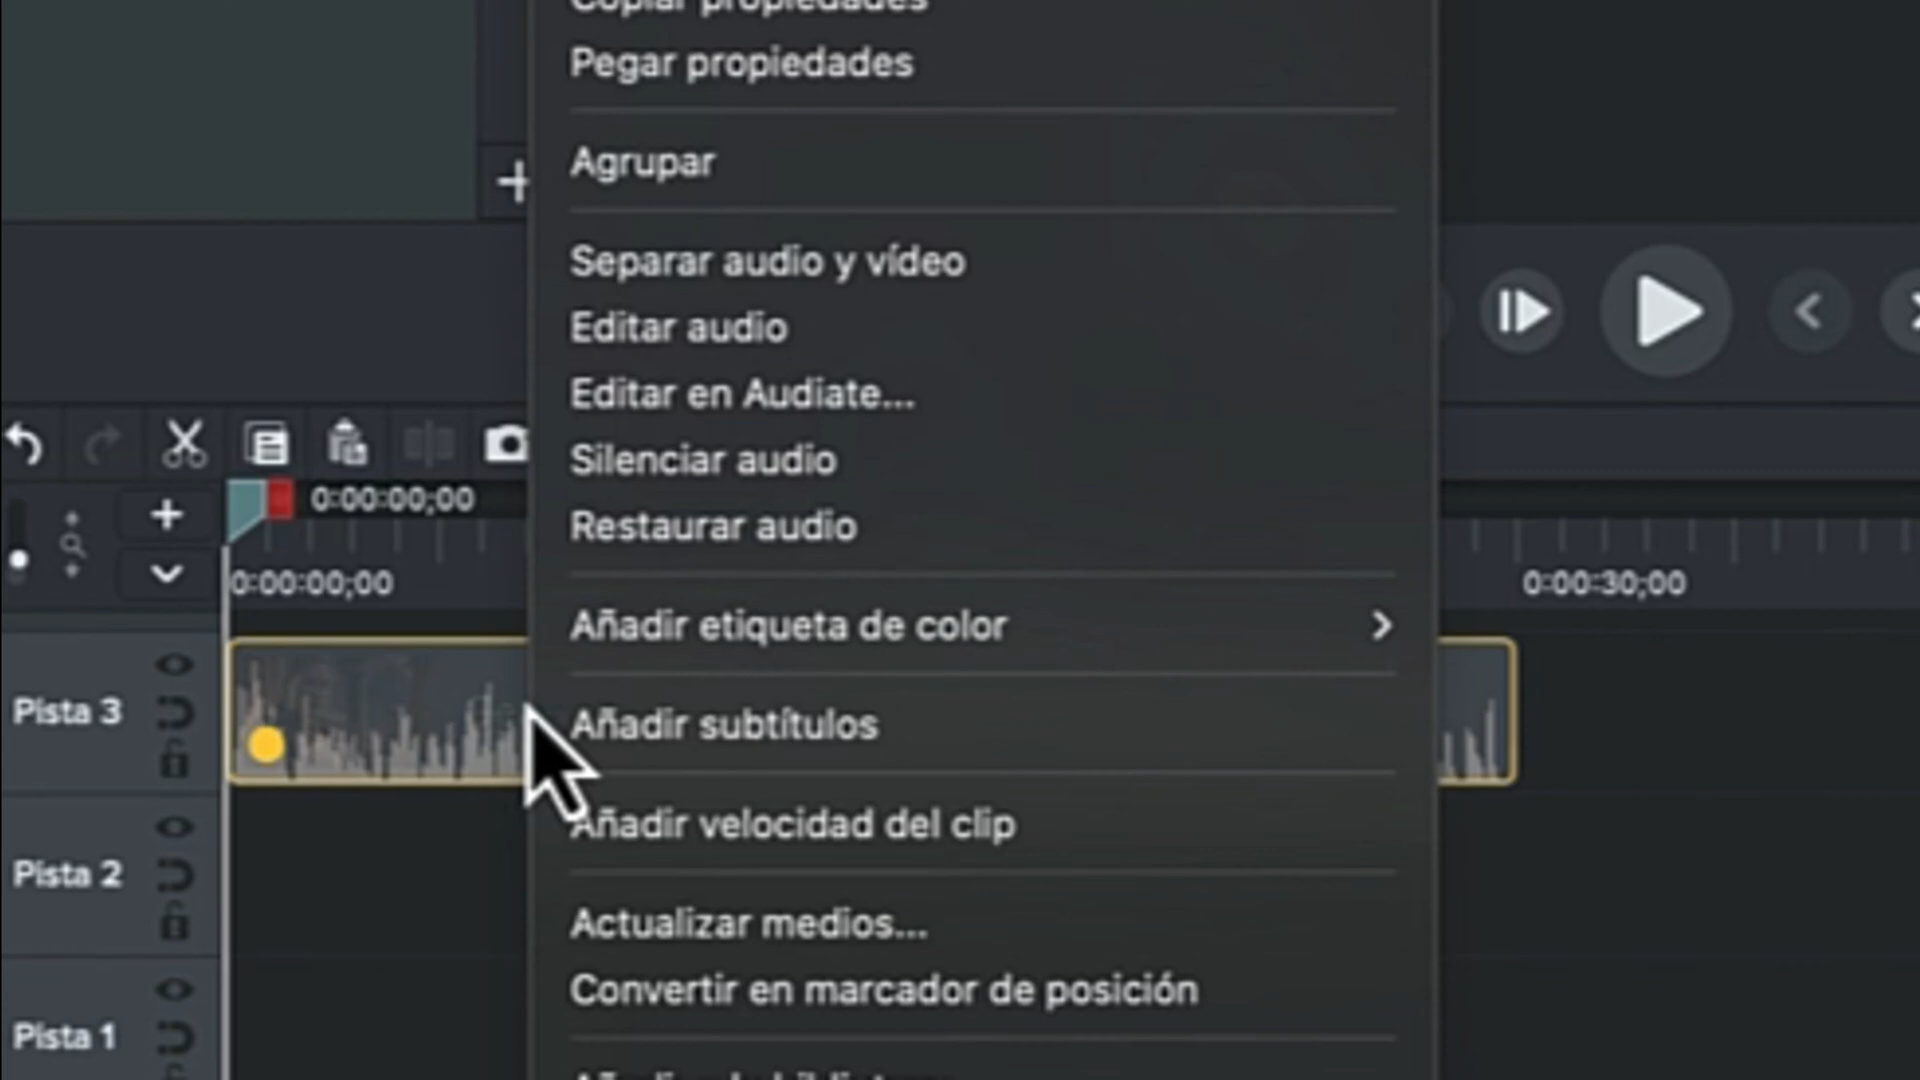 Copiar propiedades
Pegar propiedades
Agrupar
Separar audio y vídeo
Editar audio
Editar en Audiate...
Silenciar audio
Restaurar audio
0:00:00;00
0:00:00;00
0:00:30;00
Añadir etiqueta de color
Pista 3
Añadir subtítulos
Añadir velocidad del clip
Pista 2
Actualizar medios...
Convertir en marcador de posición
Pista 1